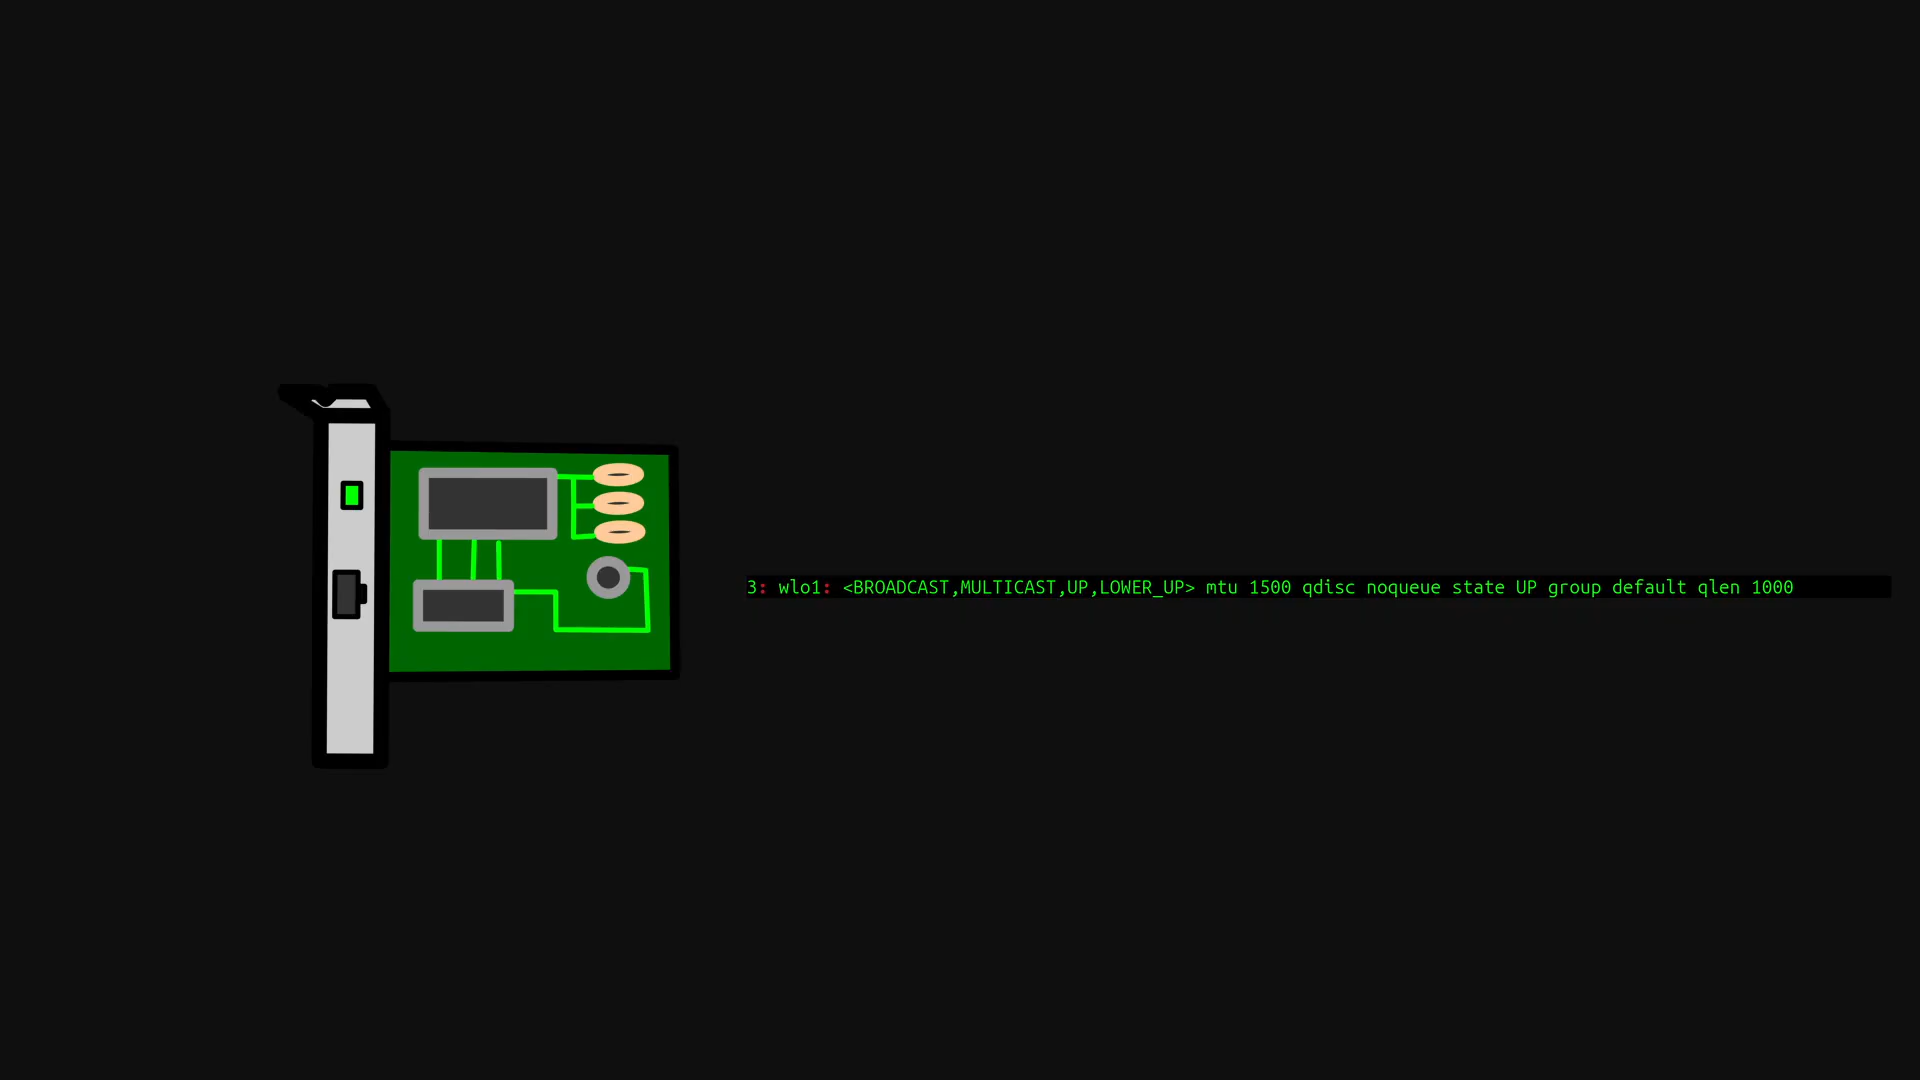 3: wlo1: <BROADCAST,MULTICAST,UP,LOWER_UP> mtu 1500 qdisc noqueue state UP group default qlen 1000